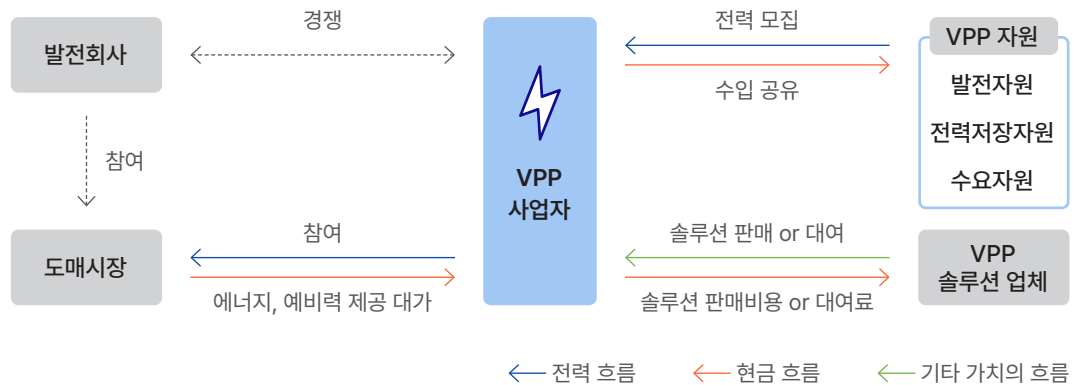 발전회사
경쟁
VPP
사업자
전력 모집
수입 공유
VPP 자원
발전자원
전력저장자원
수요자원
참여
도매시장
참여
에너지, 예비력 제공 대가
솔루션 판매 or 대여
솔루션 판매비용 or 대여료
VPP
솔루션 업체
전력 흐름
현금 흐름
기타 가치의 흐름